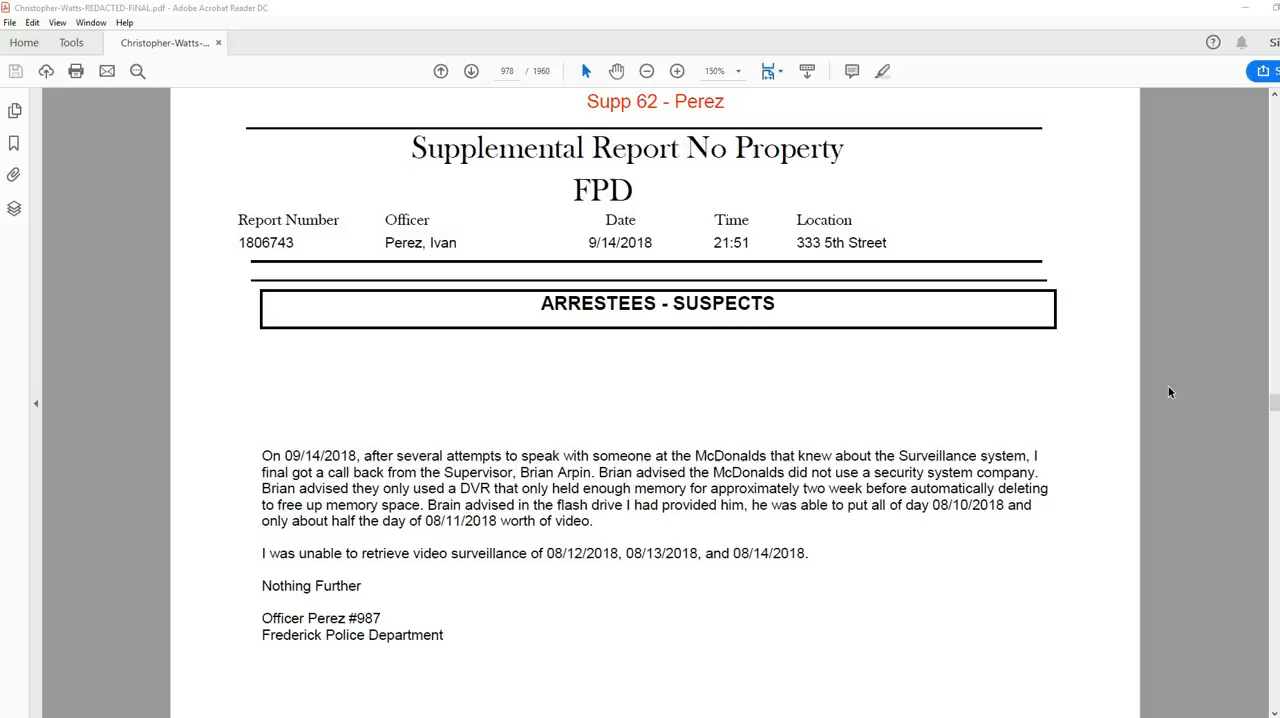 Christopher-Watts-REDACTED-FINAL.pdf - Adobe Acrobat Reader DC
File Edit View Window Help
Home Tools Christopher-Watts-... ×
978 / 1960 150%
Supp 62 - Perez
Supplemental Report No Property
FPD
Report Number Officer Date Time Location
1806743 Perez, Ivan 9/14/2018 21:51 333 5th Street
ARRESTEES - SUSPECTS
On 09/14/2018, after several attempts to speak with someone at the McDonalds that knew about the Surveillance system, I
final got a call back from the Supervisor, Brian Arpin. Brian advised the McDonalds did not use a security system company.
Brian advised they only used a DVR that only held enough memory for approximately two week before automatically deleting
to free up memory space. Brain advised in the flash drive I had provided him, he was able to put all of day 08/10/2018 and
only about half the day of 08/11/2018 worth of video.
I was unable to retrieve video surveillance of 08/12/2018, 08/13/2018, and 08/14/2018.
Nothing Further
Officer Perez #987
Frederick Police Department